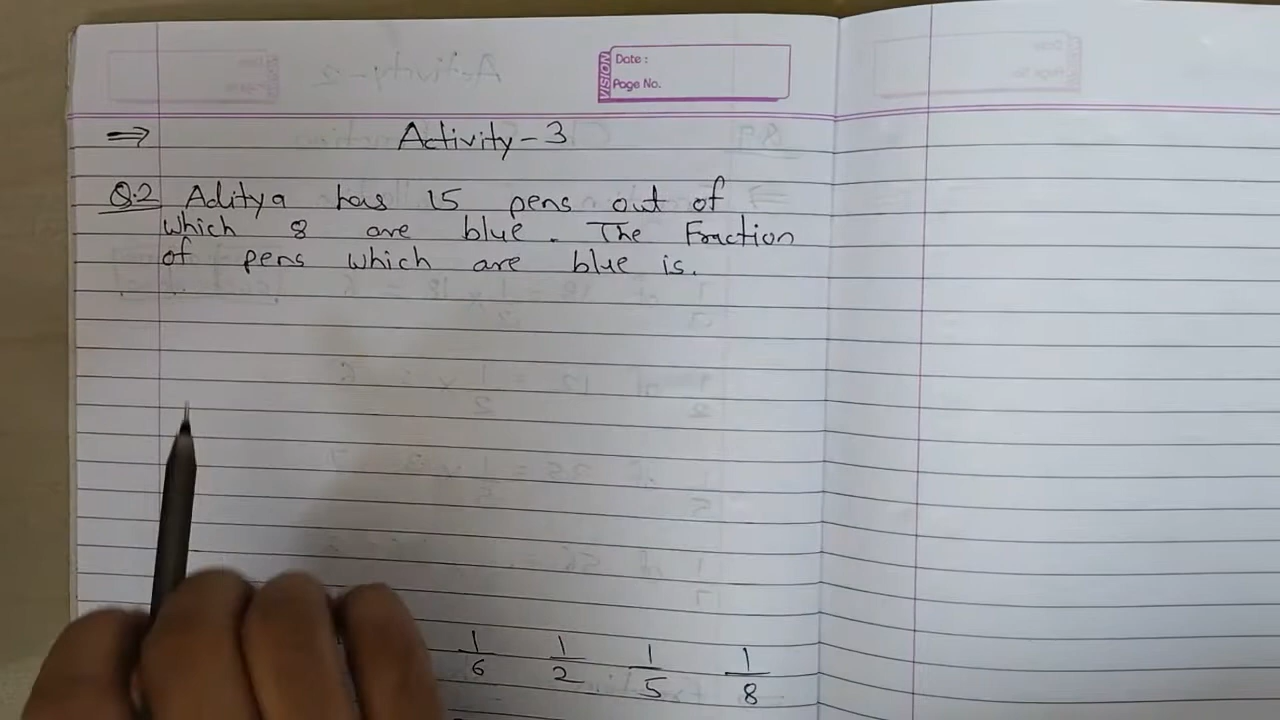 VISION
Date :
Page No.
⇒ Activity-3
Q.2 Aditya has 15 pens out of
which 8 are blue. The Fraction
of pens which are blue is.
1/6 1/2 1/5 1/8